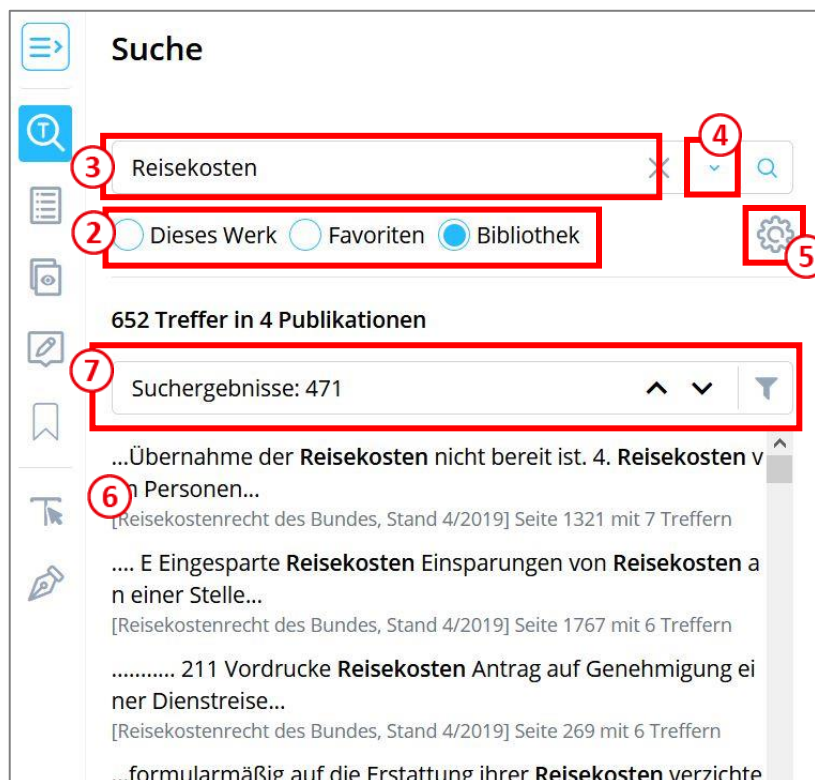 Suche
4
3 Reisekosten
2 Dieses Werk Favoriten Bibliothek
5
652 Treffer in 4 Publikationen
7
Suchergebnisse: 471
...Übernahme der Reisekosten nicht bereit ist. 4. Reisekosten v
n Personen...
6
[Reisekostenrecht des Bundes, Stand 4/2019] Seite 1321 mit 7 Treffern
.... E Eingesparte Reisekosten Einsparungen von Reisekosten a
n einer Stelle...
[Reisekostenrecht des Bundes, Stand 4/2019] Seite 1767 mit 6 Treffern
........... 211 Vordrucke Reisekosten Antrag auf Genehmigung ei
ner Dienstreise...
[Reisekostenrecht des Bundes, Stand 4/2019] Seite 269 mit 6 Treffern
...formularmäßig auf die Erstattung ihrer Reisekosten verzichte